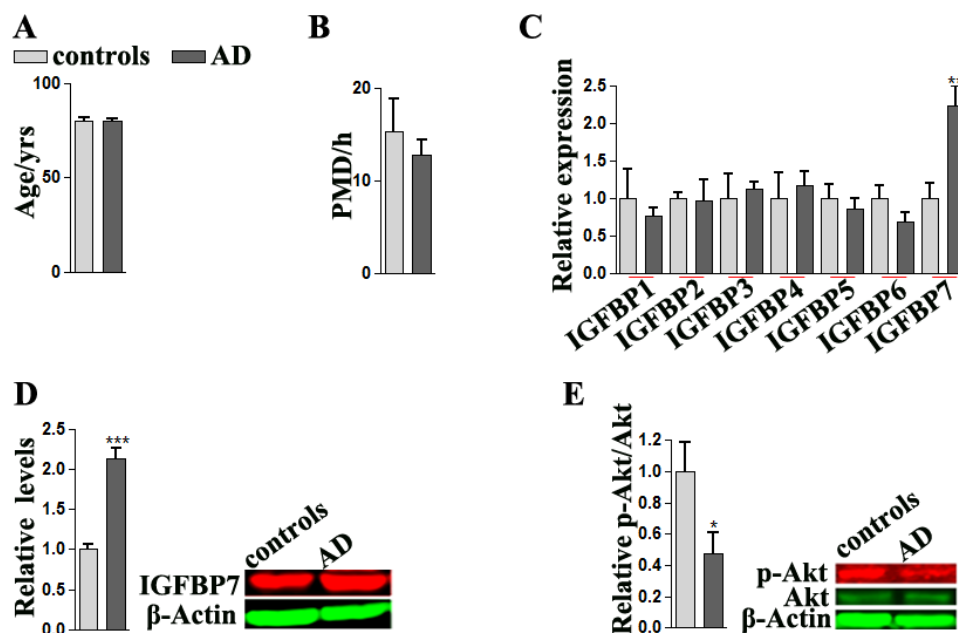 A
controls AD
Age/yrs
100
50
0
B
PMD/h
20
10
0
C
Relative expression
2.5
2.0
1.5
1.0
0.5
0.0
**
IGFBP1
IGFBP2
IGFBP3
IGFBP4
IGFBP5
IGFBP6
IGFBP7
D
Relative levels
2.5
2.0
1.5
1.0
0.5
0.0
***
controls
AD
IGFBP7
β-Actin
E
Relative p-Akt/Akt
1.2
1.0
0.8
0.6
0.4
0.2
0.0
*
controls
AD
p-Akt
Akt
β-Actin